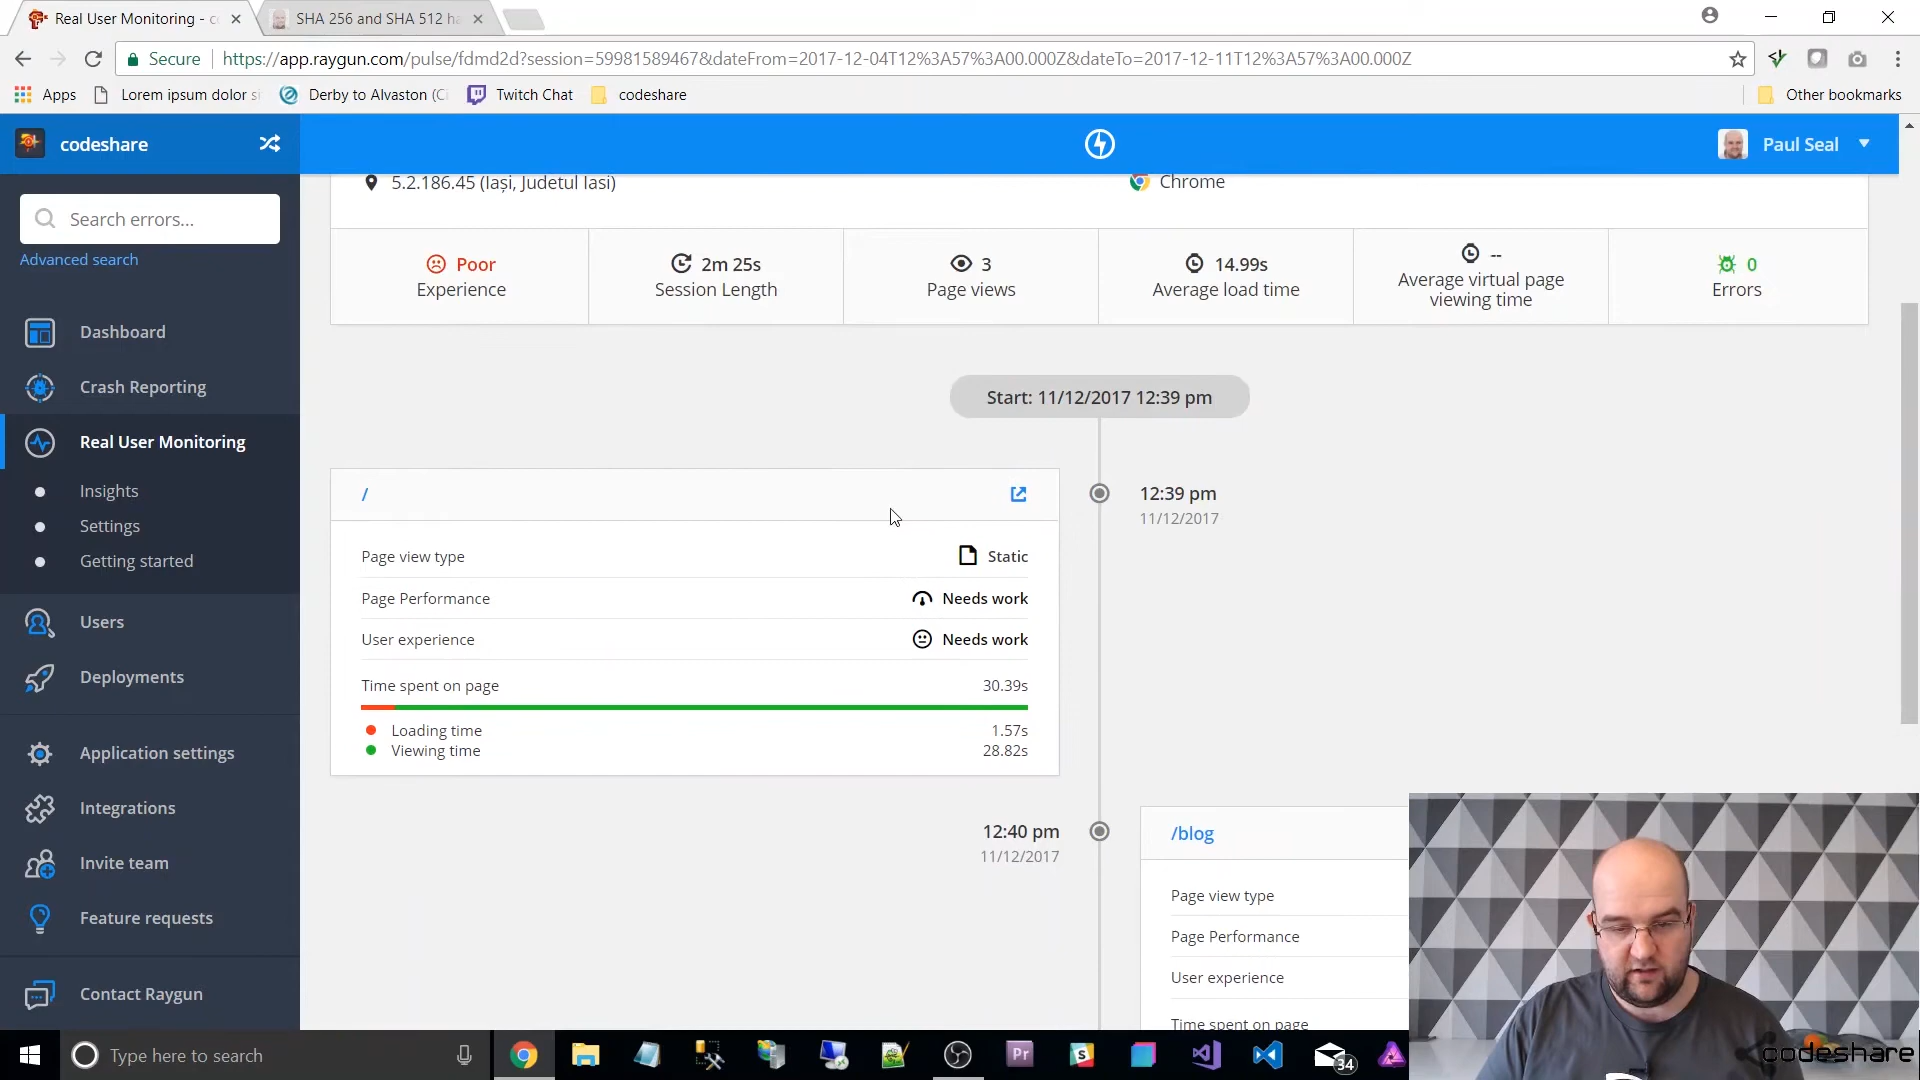 Real User Monitoring - c
SHA 256 and SHA 512 ha
Secure
https://app.raygun.com/pulse/fdmd2d?session=59981589467&dateFrom=2017-12-04T12%3A57%3A00.000Z&dateTo=2017-12-11T12%3A57%3A00.000Z
Apps
Lorem ipsum dolor si
Derby to Alvaston (Ci
Twitch Chat
codeshare
Other bookmarks
codeshare
Paul Seal
Search errors...
Advanced search
Dashboard
Crash Reporting
Real User Monitoring
Insights
Settings
Getting started
Users
Deployments
Application settings
Integrations
Invite team
Feature requests
Contact Raygun
5.2.186.45 (Iași, Judetul Iasi)
Chrome
Poor
Experience
2m 25s
Session Length
3
Page views
14.99s
Average load time
--
Average virtual page
viewing time
0
Errors
Start: 11/12/2017 12:39 pm
/
12:39 pm
11/12/2017
Page view type
Static
Page Performance
Needs work
User experience
Needs work
Time spent on page
30.39s
Loading time
1.57s
Viewing time
28.82s
12:40 pm
11/12/2017
/blog
Page view type
Page Performance
User experience
Time spent on page
Type here to search
Pr
34
codeshare